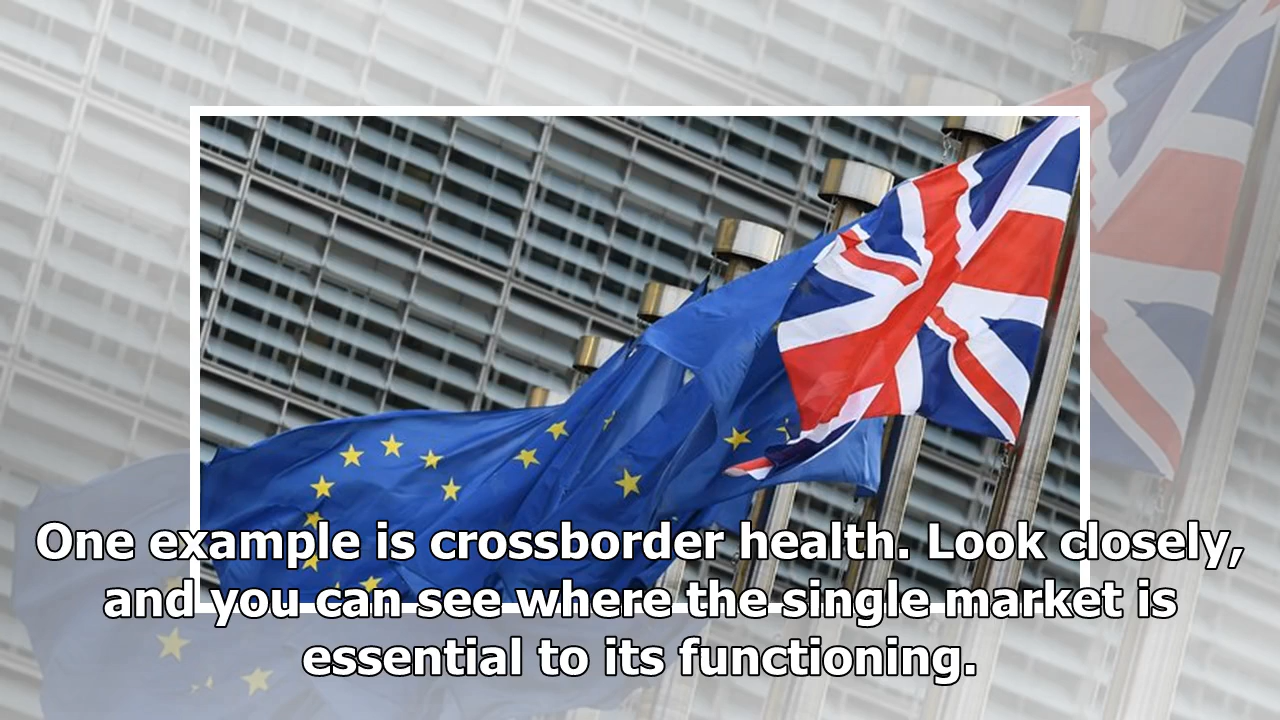 One example is crossborder health. Look closely,
and you can see where the single market is
essential to its functioning.